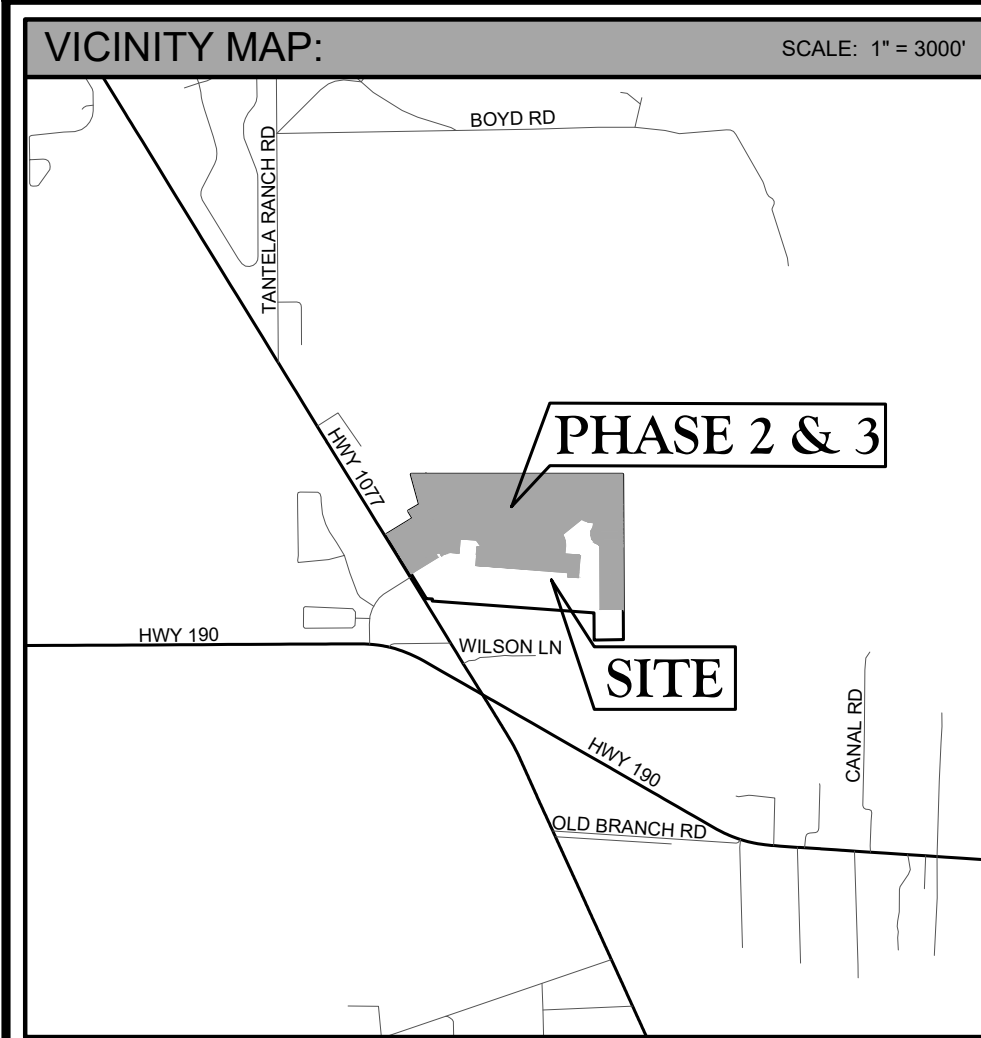 VICINITY MAP:
SCALE: 1" = 3000'
BOYD RD
TANTELA RANCH RD
PHASE 2 & 3
HWY 1077
HWY 190
WILSON LN
SITE
CANAL RD
HWY 190
OLD BRANCH RD